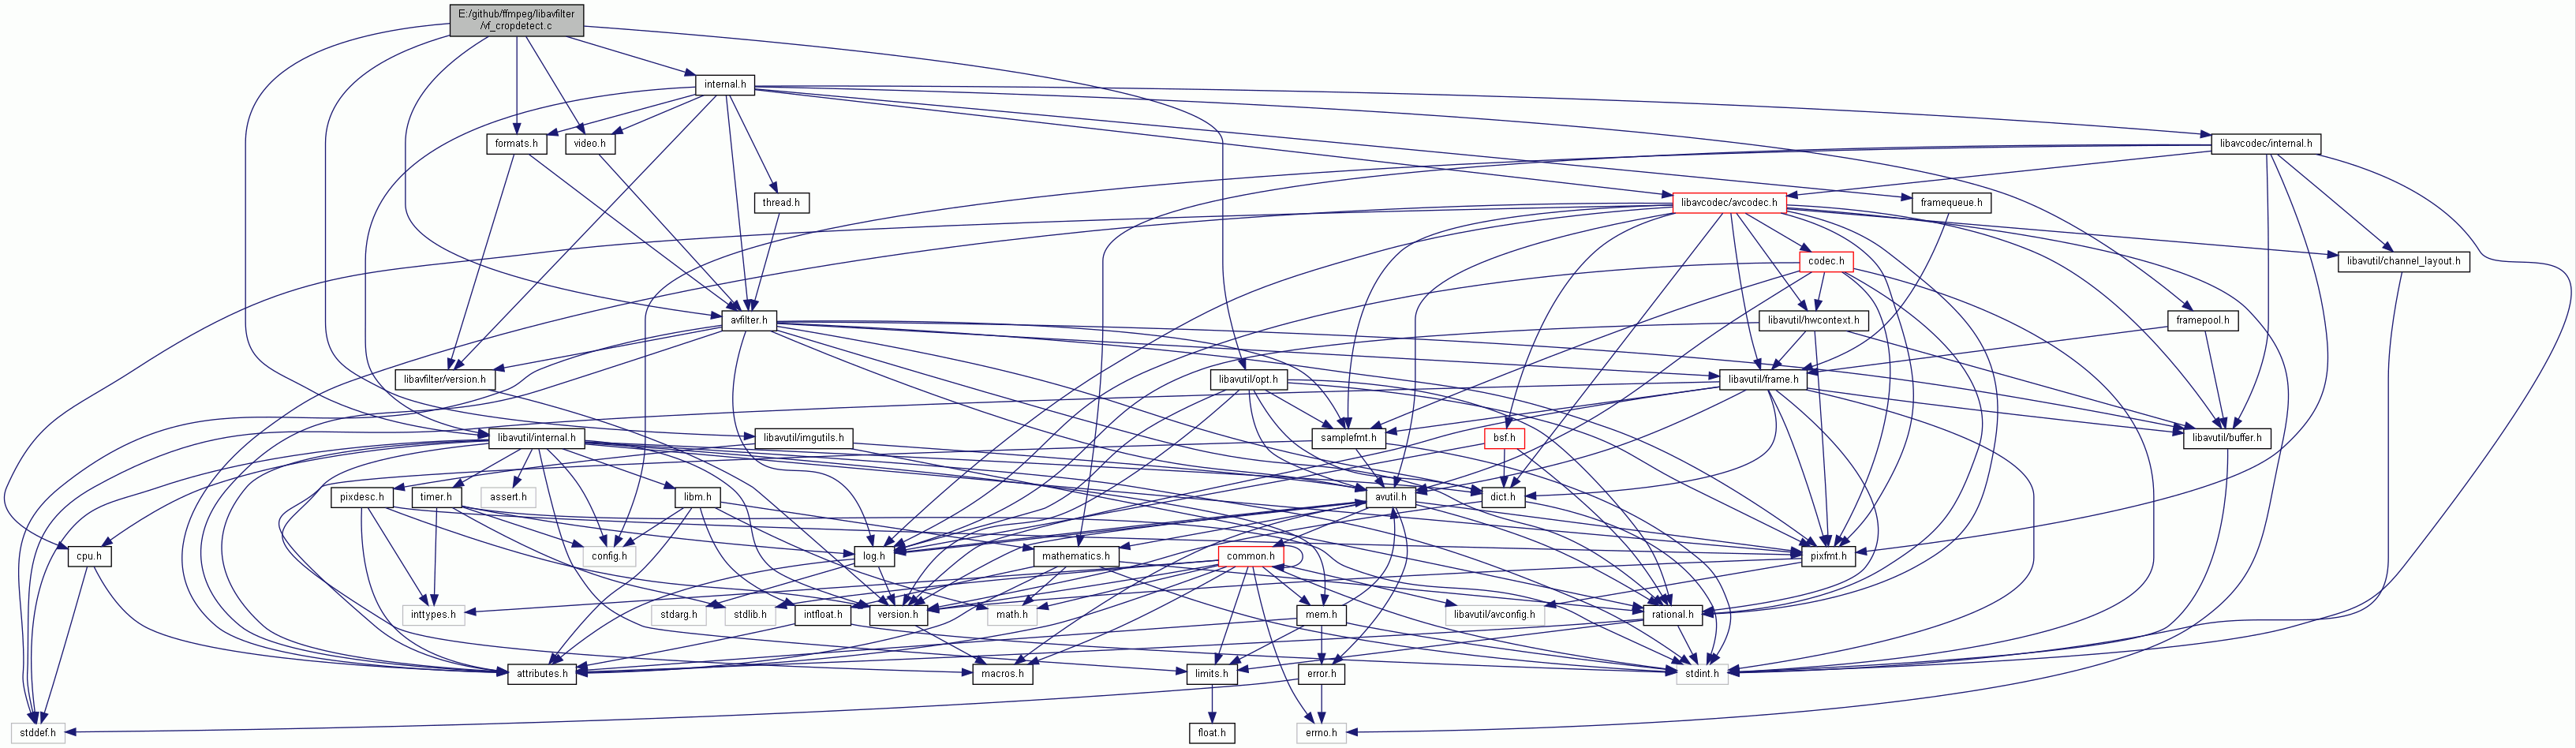 E:/github/ffmpeg/libavfilter
/vf_cropdetect.c
internal.h
formats.h
video.h
libavcodec/internal.h
thread.h
libavcodec/avcodec.h
framequeue.h
codec.h
libavutil/channel_layout.h
avfilter.h
libavutil/hwcontext.h
framepool.h
libavfilter/version.h
libavutil/opt.h
libavutil/frame.h
libavutil/internal.h
libavutil/imgutils.h
samplefmt.h
bsf.h
libavutil/buffer.h
pixdesc.h
timer.h
assert.h
libm.h
avutil.h
dict.h
cpu.h
config.h
log.h
mathematics.h
common.h
pixfmt.h
inttypes.h
stdarg.h
stdlib.h
intfloat.h
version.h
math.h
mem.h
libavutil/avconfig.h
rational.h
attributes.h
macros.h
limits.h
error.h
stdint.h
stddef.h
float.h
errno.h